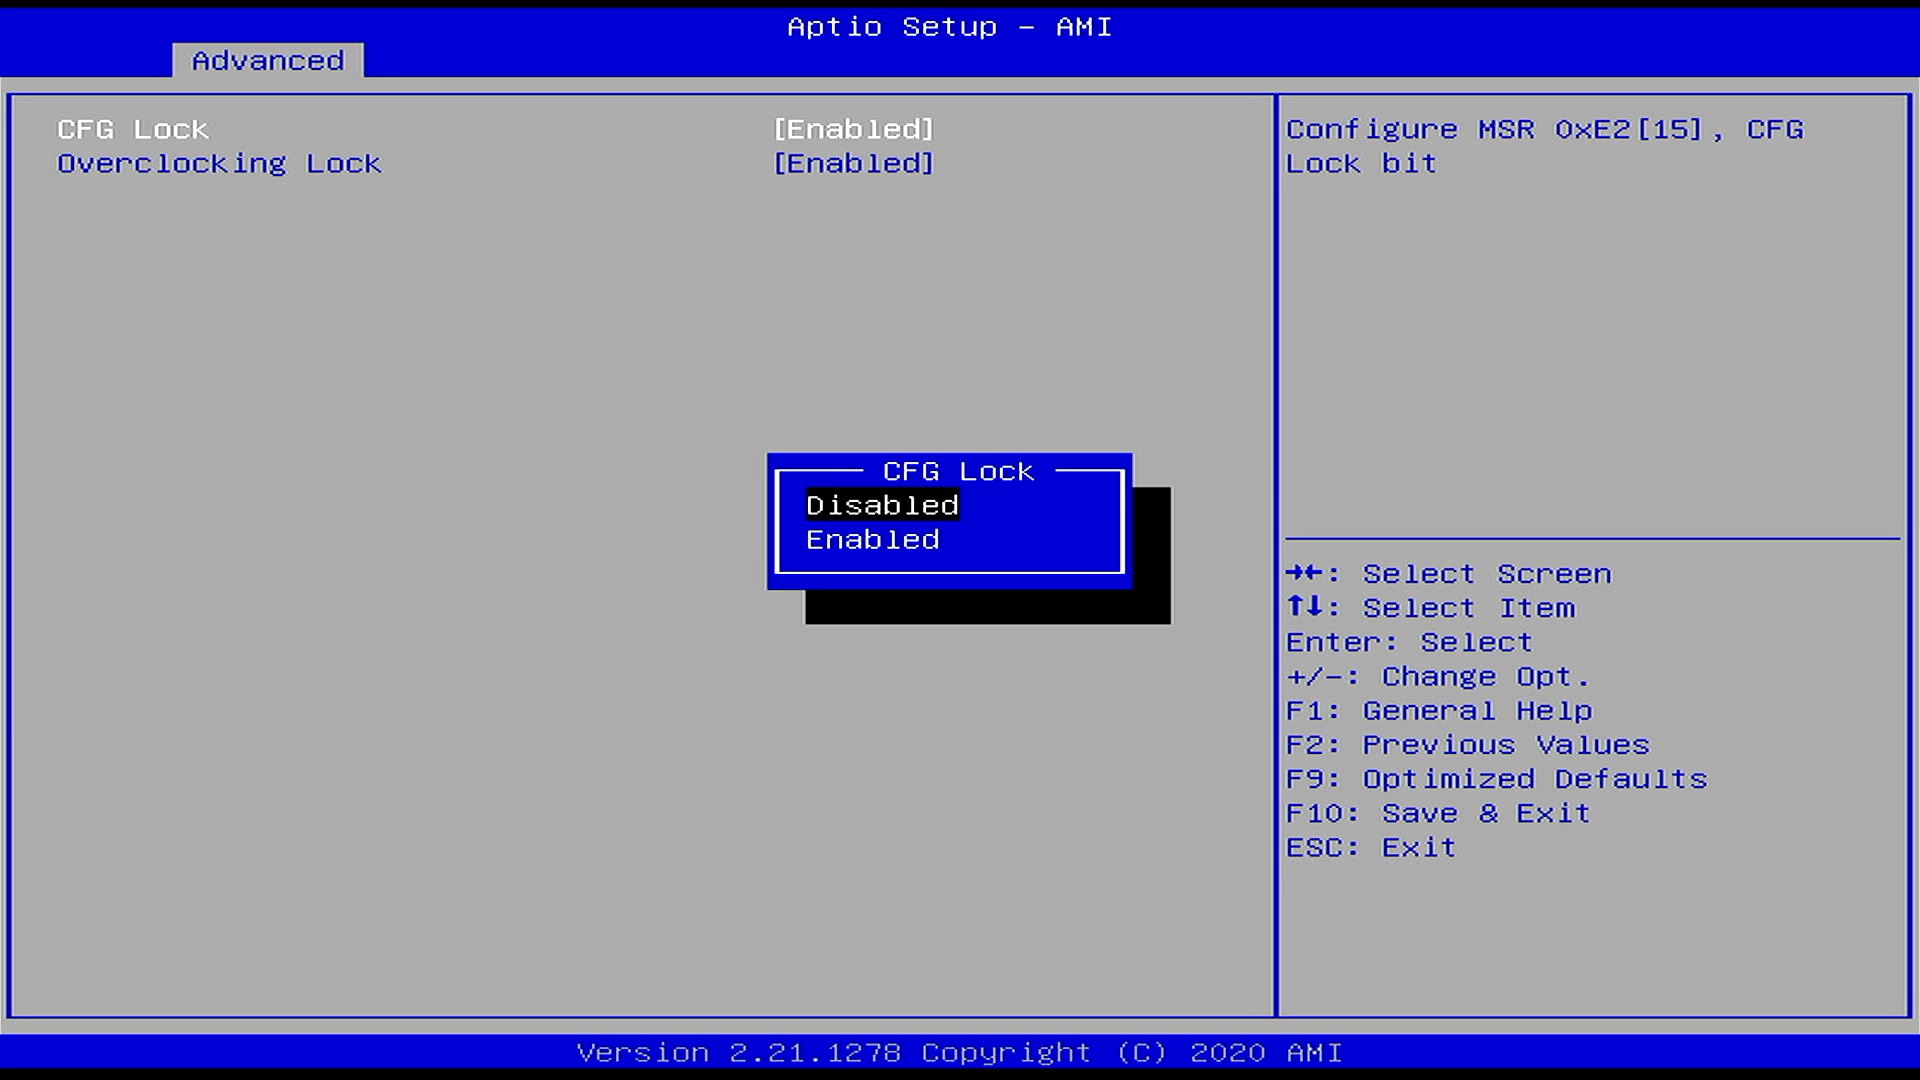 Aptio Setup - AMI
Advanced
CFG Lock [Enabled]
Overclocking Lock [Enabled]
Configure MSR 0xE2[15], CFG
Lock bit
CFG Lock
Disabled
Enabled
→←: Select Screen
↑↓: Select Item
Enter: Select
+/-: Change Opt.
F1: General Help
F2: Previous Values
F9: Optimized Defaults
F10: Save & Exit
ESC: Exit
Version 2.21.1278 Copyright (C) 2020 AMI